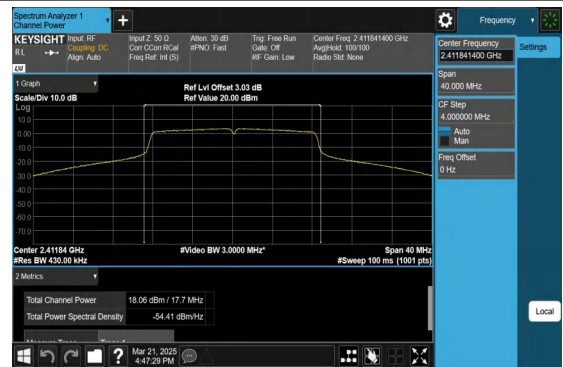 Spectrum Analyzer 1
Channel Power
+
Frequency
KEYSIGHT
RL
Input: RF
Coupling: DC
Align: Auto
Input Z: 50 Ω
Corr CCorr RCal
Freq Ref: Int (S)
Atten: 30 dB
#PNO: Fast
Trig: Free Run
Gate: Off
#IF Gain: Low
Center Freq: 2.411841400 GHz
Avg|Hold: 100/100
Radio Std: None
Center Frequency
2.411841400 GHz
Settings
Span
40.000 MHz
CF Step
4.000000 MHz
Auto
Man
Freq Offset
0 Hz
LXI
1 Graph
Scale/Div 10.0 dB
Ref Lvl Offset 3.03 dB
Ref Value 20.00 dBm
Log
10.0
0.00
-10.0
-20.0
-30.0
-40.0
-50.0
-60.0
-70.0
Center 2.41184 GHz
#Res BW 430.00 kHz
#Video BW 3.0000 MHz*
Span 40 MHz
#Sweep 100 ms (1001 pts)
2 Metrics
Total Channel Power 18.06 dBm / 17.7 MHz
Total Power Spectral Density -54.41 dBm/Hz
Local
?
Mar 21, 2025
4:47:29 PM